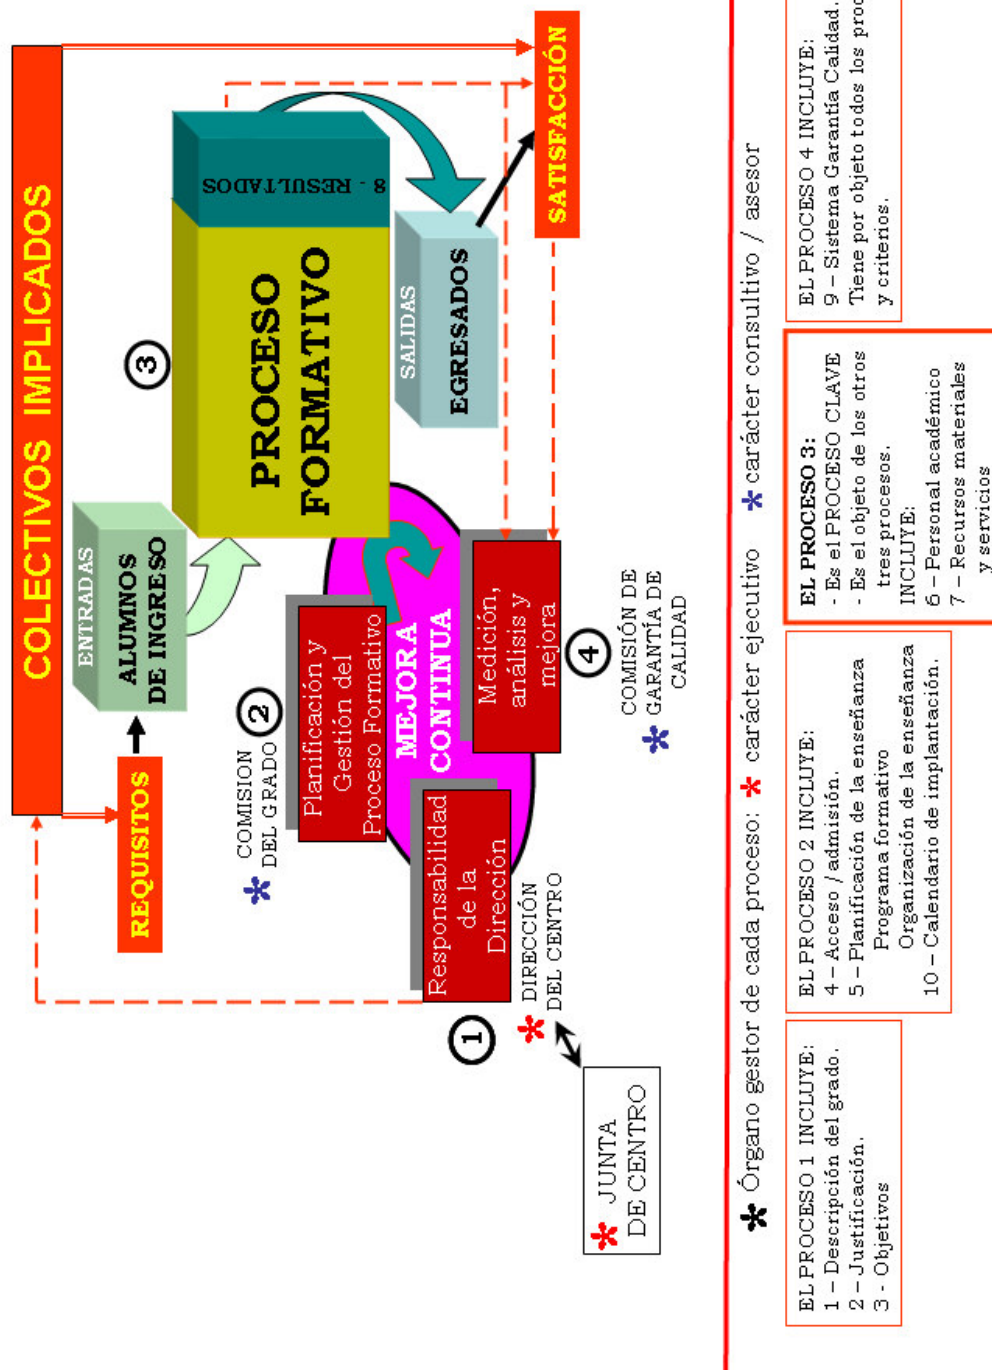 COLECTIVOS IMPLICADOS
ENTRADAS
ALUMNOS
DE INGRESO
REQUISITOS
3
PROCESO
FORMATIVO
8 - RESULTADOS
SALIDAS
EGRESADOS
SATISFACCIÓN
COMISION
* DEL GRADO
2
Planificación y
Gestión del
Proceso Formativo
MEJORA
CONTINUA
Responsabilidad
de la
Dirección
Medición,
análisis y
mejora
1
* DIRECCIÓN
DEL CENTRO
4
COMISIÓN DE
* GARANTÍA DE
CALIDAD
* JUNTA
DE CENTRO
* Órgano gestor de cada proceso: * carácter ejecutivo * carácter consultivo / asesor
EL PROCESO 1 INCLUYE:
1 – Descripción del grado.
2 – Justificación.
3 - Objetivos
EL PROCESO 2 INCLUYE:
4 – Acceso / admisión.
5 – Planificación de la enseñanza
Programa formativo
Organización de la enseñanza
10 – Calendario de implantación.
EL PROCESO 3:
- Es el PROCESO CLAVE
- Es el objeto de los otros
tres procesos.
INCLUYE:
6 – Personal académico
7 – Recursos materiales
y servicios
EL PROCESO 4 INCLUYE:
9 – Sistema Garantía Calidad.
Tiene por objeto todos los
y criterios.